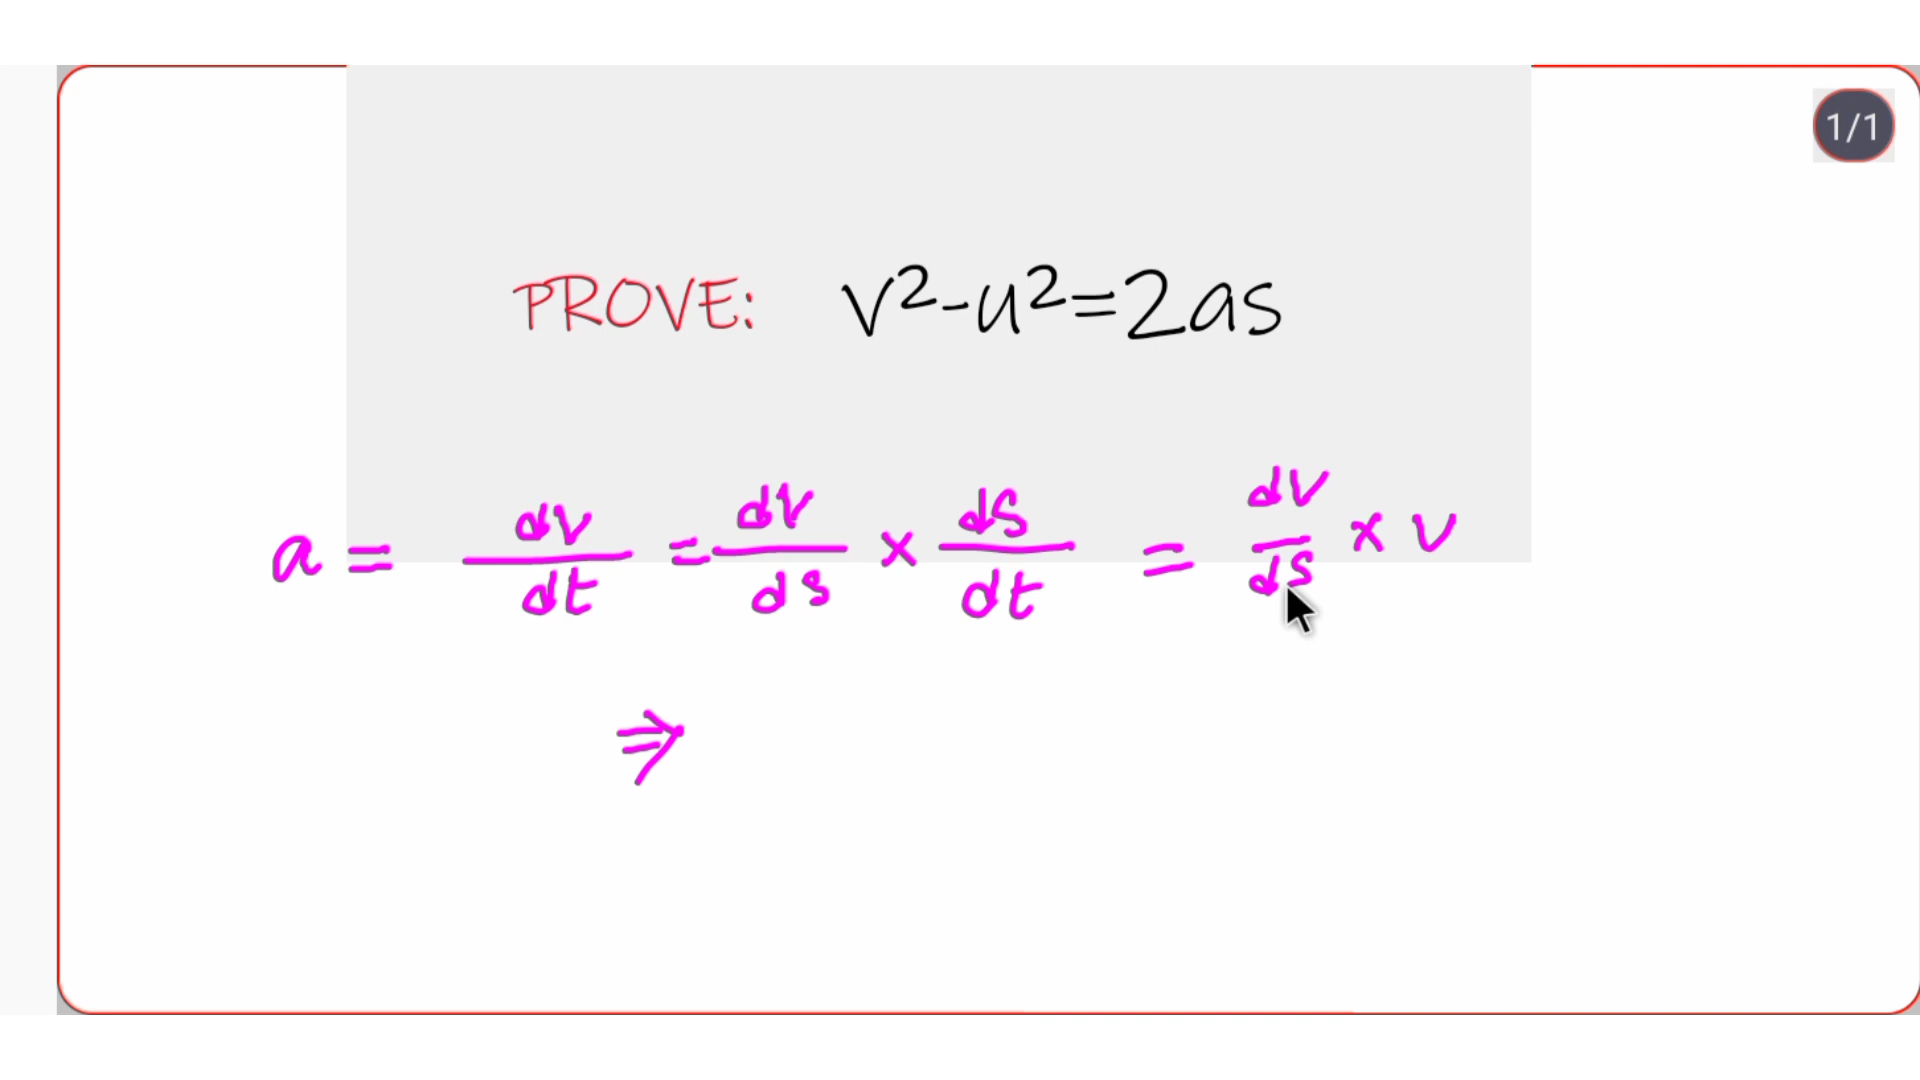 1/1
PROVE: v²-u²=2as
a = dv/dt = dv/ds × ds/dt = dv/ds × v
⇒